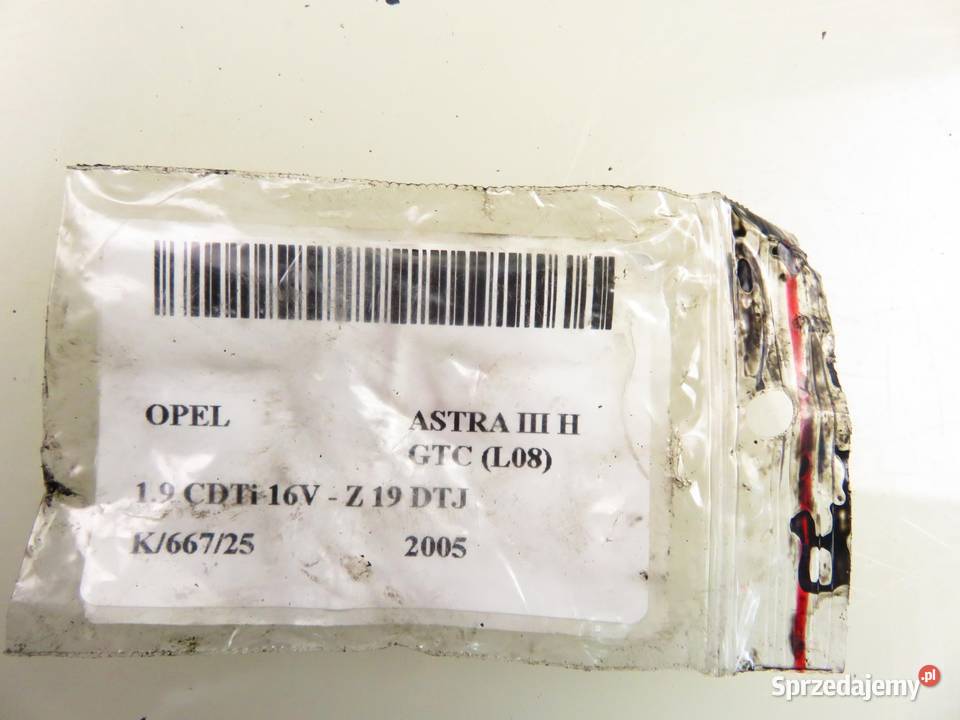 OPEL ASTRA III H
GTC (L08)
1.9 CDTi 16V - Z 19 DTJ
K/667/25 2005
Sprzedajemy.pl